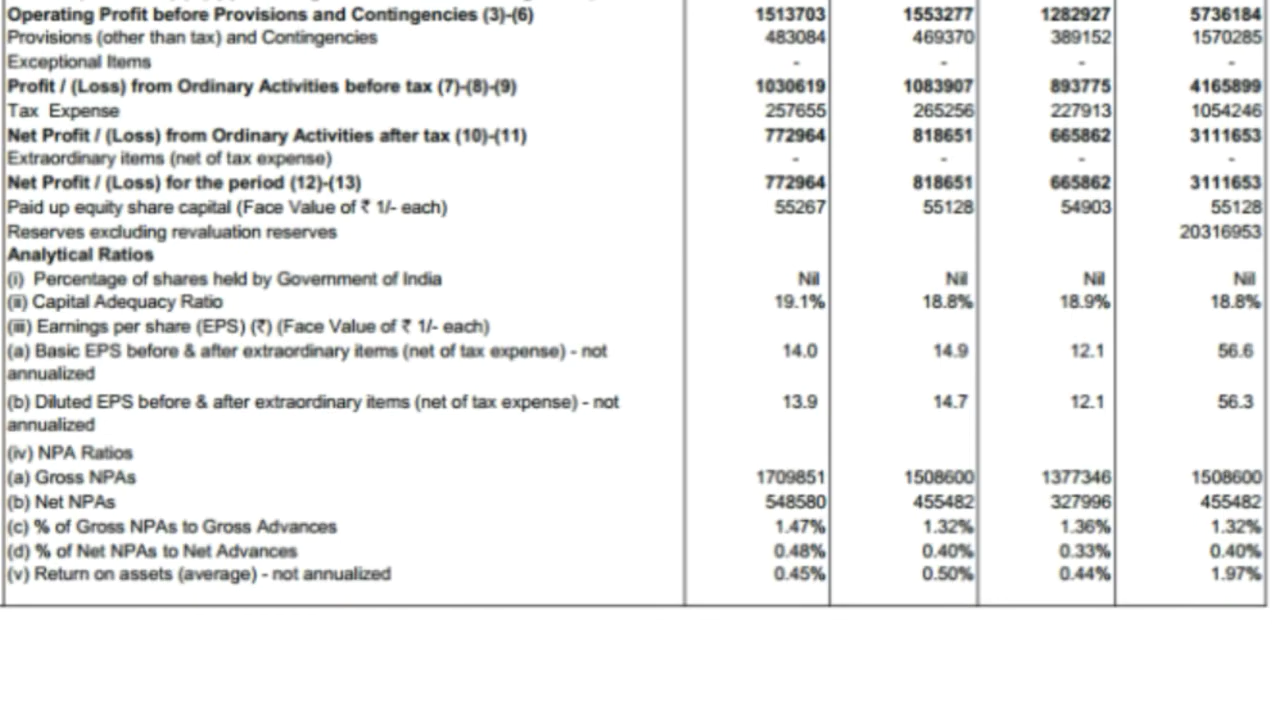 Operating Profit before Provisions and Contingencies (3)-(6) 1513703 1553277 1282927 5736184
Provisions (other than tax) and Contingencies 483084 469370 389152 1570285
Exceptional Items - - - -
Profit / (Loss) from Ordinary Activities before tax (7)-(8)-(9) 1030619 1083907 893775 4165899
Tax Expense 257655 265256 227913 1054246
Net Profit / (Loss) from Ordinary Activities after tax (10)-(11) 772964 818651 665862 3111653
Extraordinary items (net of tax expense) - - - -
Net Profit / (Loss) for the period (12)-(13) 772964 818651 665862 3111653
Paid up equity share capital (Face Value of ₹ 1/- each) 55267 55128 54903 55128
Reserves excluding revaluation reserves 20316953
Analytical Ratios
(i) Percentage of shares held by Government of India Nil Nil Nil Nil
(ii) Capital Adequacy Ratio 19.1% 18.8% 18.9% 18.8%
(iii) Earnings per share (EPS) (₹) (Face Value of ₹ 1/- each)
(a) Basic EPS before & after extraordinary items (net of tax expense) - not 14.0 14.9 12.1 56.6
annualized
(b) Diluted EPS before & after extraordinary items (net of tax expense) - not 13.9 14.7 12.1 56.3
annualized
(iv) NPA Ratios
(a) Gross NPAs 1709851 1508600 1377346 1508600
(b) Net NPAs 548580 455482 327996 455482
(c) % of Gross NPAs to Gross Advances 1.47% 1.32% 1.36% 1.32%
(d) % of Net NPAs to Net Advances 0.48% 0.40% 0.33% 0.40%
(v) Return on assets (average) - not annualized 0.45% 0.50% 0.44% 1.97%